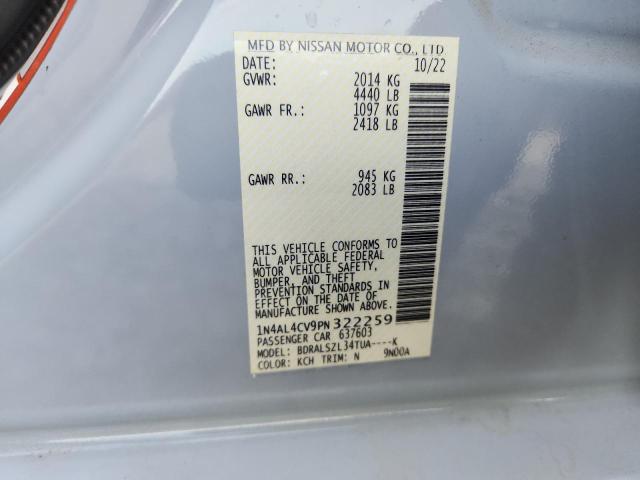 MFD BY NISSAN MOTOR CO., LTD
DATE: 10/22
GVWR: 2014 KG
4440 LB
GAWR FR.: 1097 KG
2418 LB
GAWR RR.: 945 KG
2083 LB
THIS VEHICLE CONFORMS TO
ALL APPLICABLE FEDERAL
MOTOR VEHICLE SAFETY,
BUMPER, AND THEFT
PREVENTION STANDARDS IN
EFFECT ON THE DATE OF
MANUFACTURE SHOWN ABOVE.
1N4AL4CV9PN322259
PASSENGER CAR 637603
MODEL: BDRALSZL34TUA----K
COLOR: KCH TRIM: N 9N00A